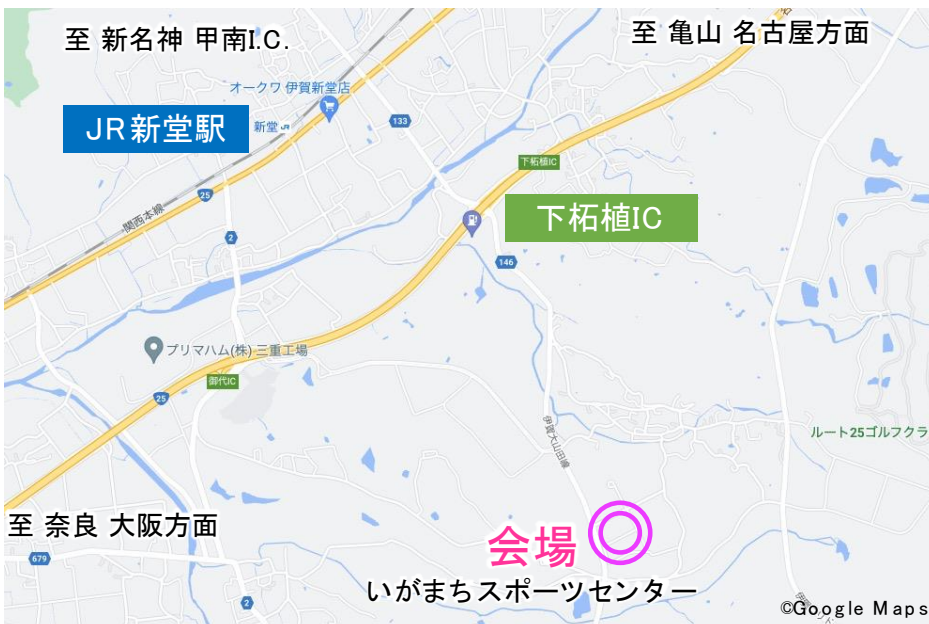 至 新名神 甲南I.C.
至 亀山 名古屋方面
オークワ 伊賀新堂店
JR新堂駅
新堂 JR
133
下柘植IC
25
関西本線
下柘植IC
2
146
プリマハム(株)三重工場
御代IC
25
伊賀大山田線
ルート25ゴルフクラ
至 奈良 大阪方面
会場
679
いがまちスポーツセンター
2
©Google Maps